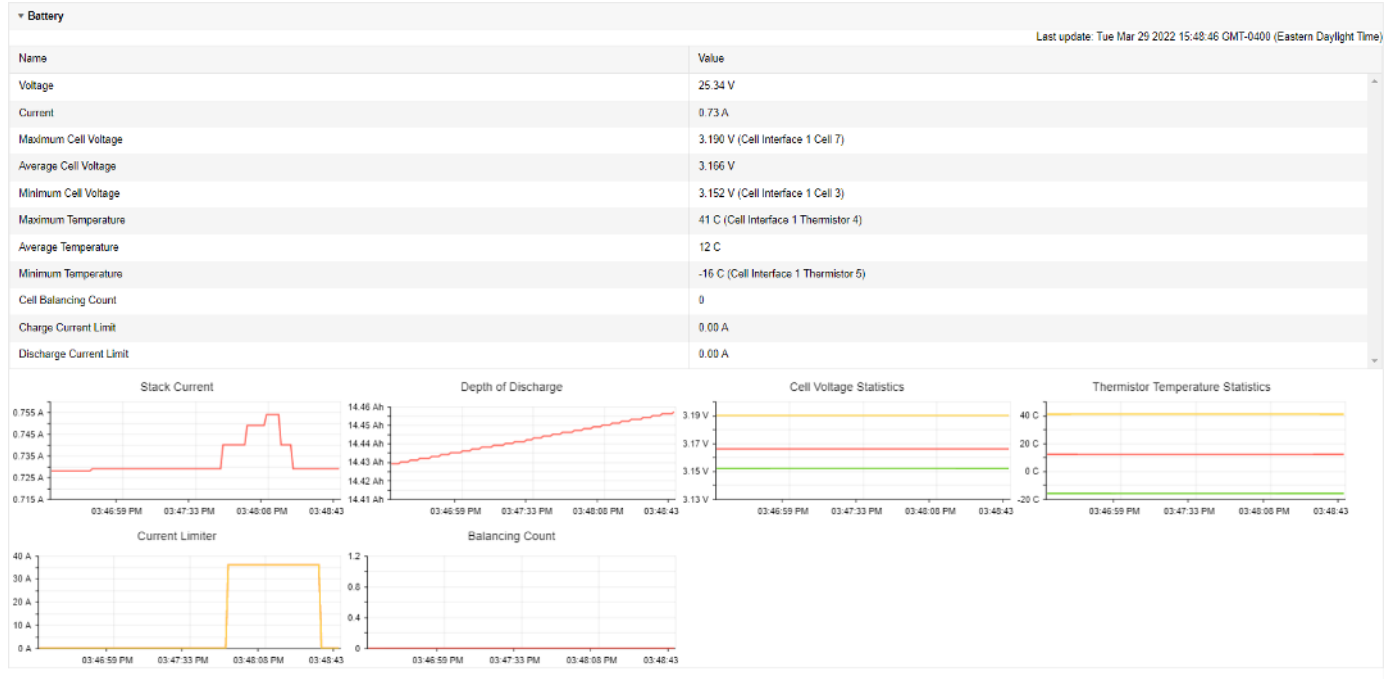 Battery
Last update: Tue Mar 29 2022 15:48:46 GMT-0400 (Eastern Daylight Time)
Name Value
Voltage 25.34 V
Current 0.73 A
Maximum Cell Voltage 3.190 V (Cell Interface 1 Cell 7)
Average Cell Voltage 3.166 V
Minimum Cell Voltage 3.152 V (Cell Interface 1 Cell 3)
Maximum Temperature 41 C (Cell Interface 1 Thermistor 4)
Average Temperature 12 C
Minimum Temperature -16 C (Cell Interface 1 Thermistor 5)
Cell Balancing Count 0
Charge Current Limit 0.00 A
Discharge Current Limit 0.00 A
Stack Current
0.755 A
0.745 A
0.735 A
0.725 A
0.715 A
03:46:59 PM 03:47:33 PM 03:48:08 PM 03:48:43
Depth of Discharge
14.46 Ah
14.45 Ah
14.44 Ah
14.43 Ah
14.42 Ah
14.41 Ah
03:46:59 PM 03:47:33 PM 03:48:08 PM 03:48:43
Cell Voltage Statistics
3.19 V
3.17 V
3.15 V
3.13 V
03:46:59 PM 03:47:33 PM 03:48:08 PM 03:48:43
Thermistor Temperature Statistics
40 C
20 C
0 C
-20 C
03:46:59 PM 03:47:33 PM 03:48:08 PM 03:48:43
Current Limiter
40 A
30 A
20 A
10 A
0 A
03:46:59 PM 03:47:33 PM 03:48:08 PM 03:48:43
Balancing Count
1.2
0.8
0.4
0
03:46:59 PM 03:47:33 PM 03:48:08 PM 03:48:43